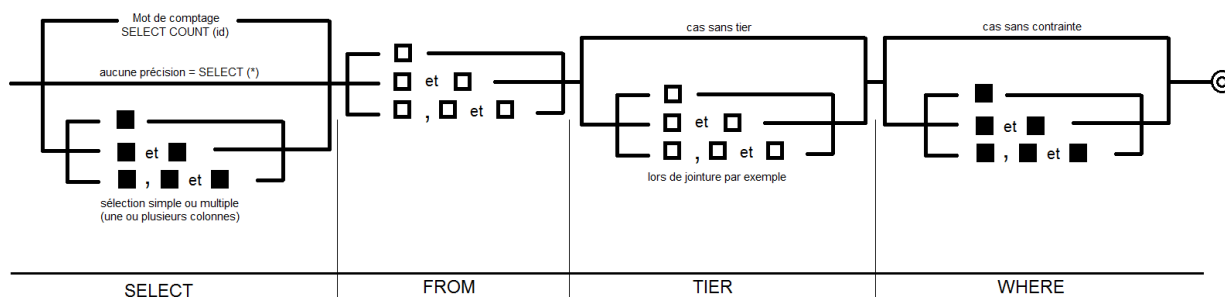 Mot de comptage
SELECT COUNT (id)
aucune précision = SELECT (*)
et
, et
sélection simple ou multiple
(une ou plusieurs colonnes)
et
, et
cas sans tier
et
, et
lors de jointure par exemple
cas sans contrainte
et
, et
SELECT
FROM
TIER
WHERE